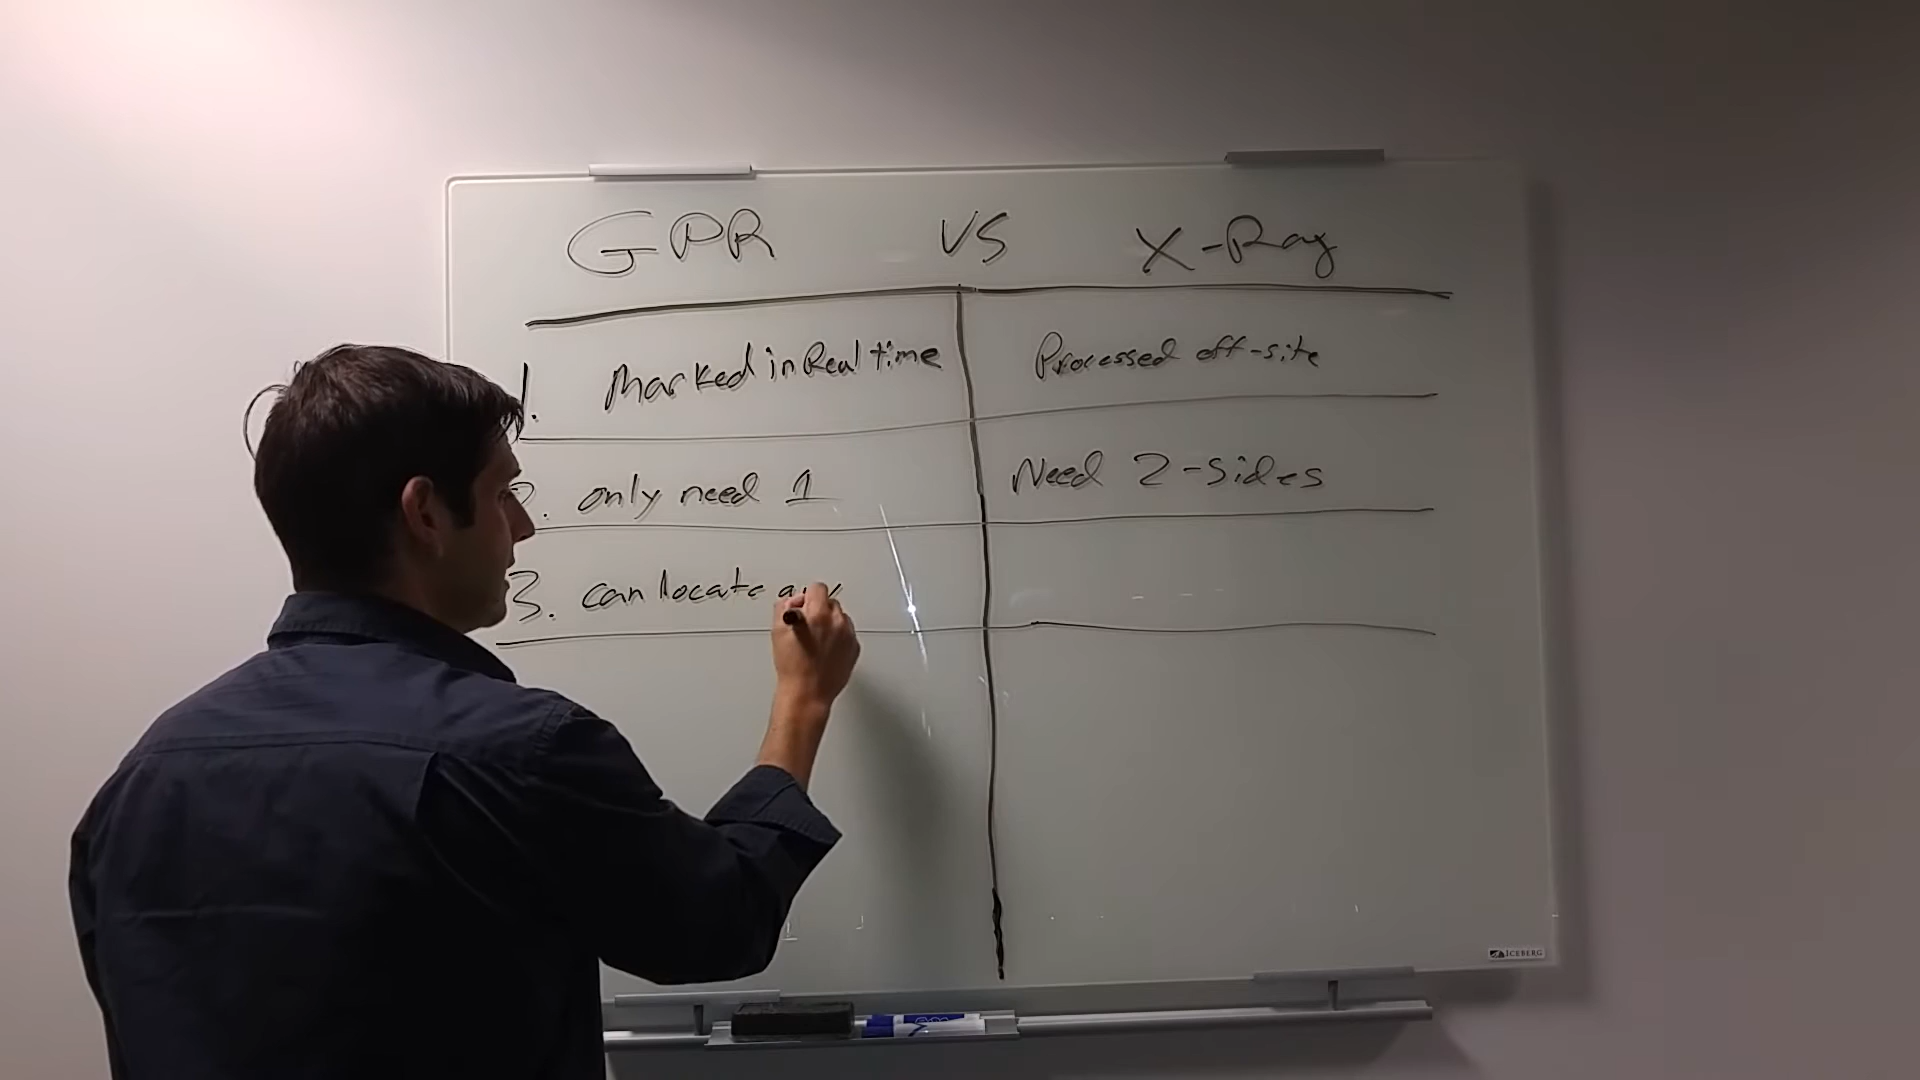 GPR VS X-Ray
1. Marked in Real time Processed off-site
2. only need 1 Need 2-sides
3. can locate any
ICEBERG